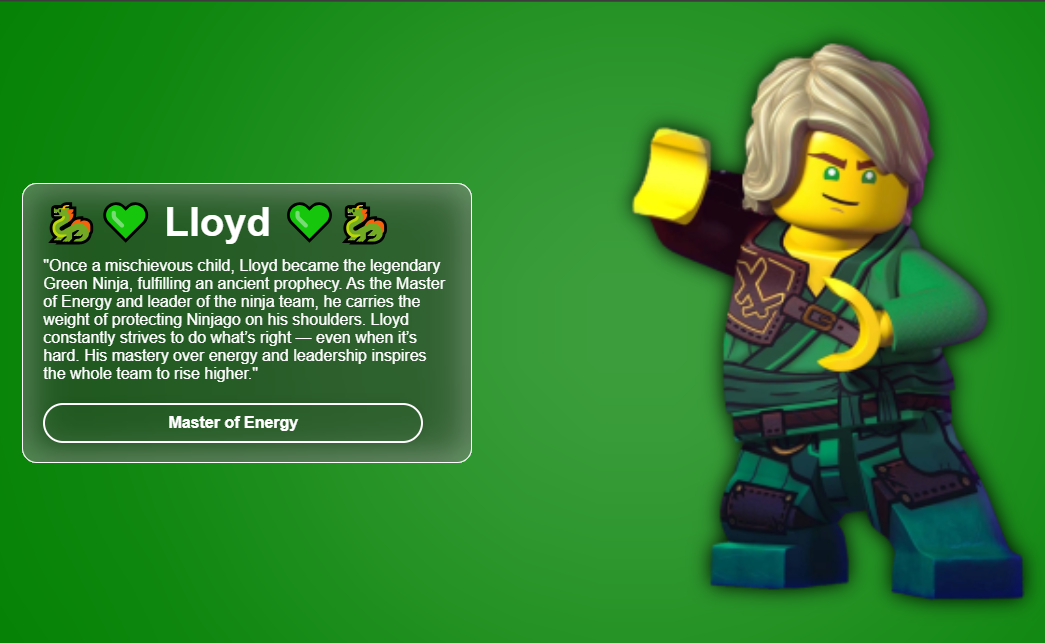 🐉💚 Lloyd 💚🐉
"Once a mischievous child, Lloyd became the legendary
Green Ninja, fulfilling an ancient prophecy. As the Master
of Energy and leader of the ninja team, he carries the
weight of protecting Ninjago on his shoulders. Lloyd
constantly strives to do what’s right — even when it’s
hard. His mastery over energy and leadership inspires
the whole team to rise higher."
Master of Energy